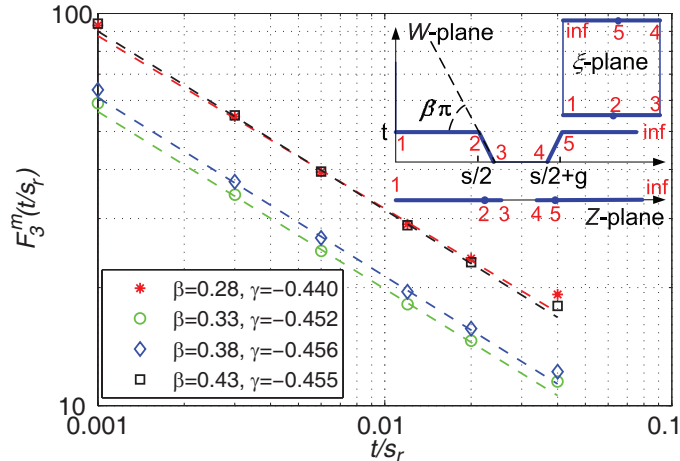 100
10
F₃ᵐ(t/sᵣ)
0.001
0.01
0.1
t/sᵣ
β=0.28, γ=−0.440
β=0.33, γ=−0.452
β=0.38, γ=−0.456
β=0.43, γ=−0.455
W-plane
βπ
t
1
2
3
4
5
inf
s/2
s/2+g
inf
5
4
ξ-plane
1
2
3
1
2
3
4
5
inf
Z-plane